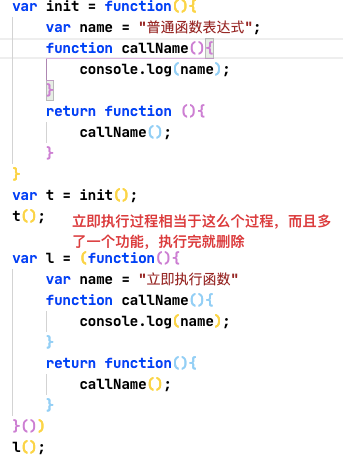 var init = function(){
    var name = "普通函数表达式";
    function callName(){
        console.log(name);
    }
    return function (){
        callName();
    }
}
var t = init();
t();
立即执行过程相当于这么个过程，而且多
了一个功能，执行完就删除
var l = (function(){
    var name = "立即执行函数"
    function callName(){
        console.log(name);
    }
    return function(){
        callName();
    }
}())
l();